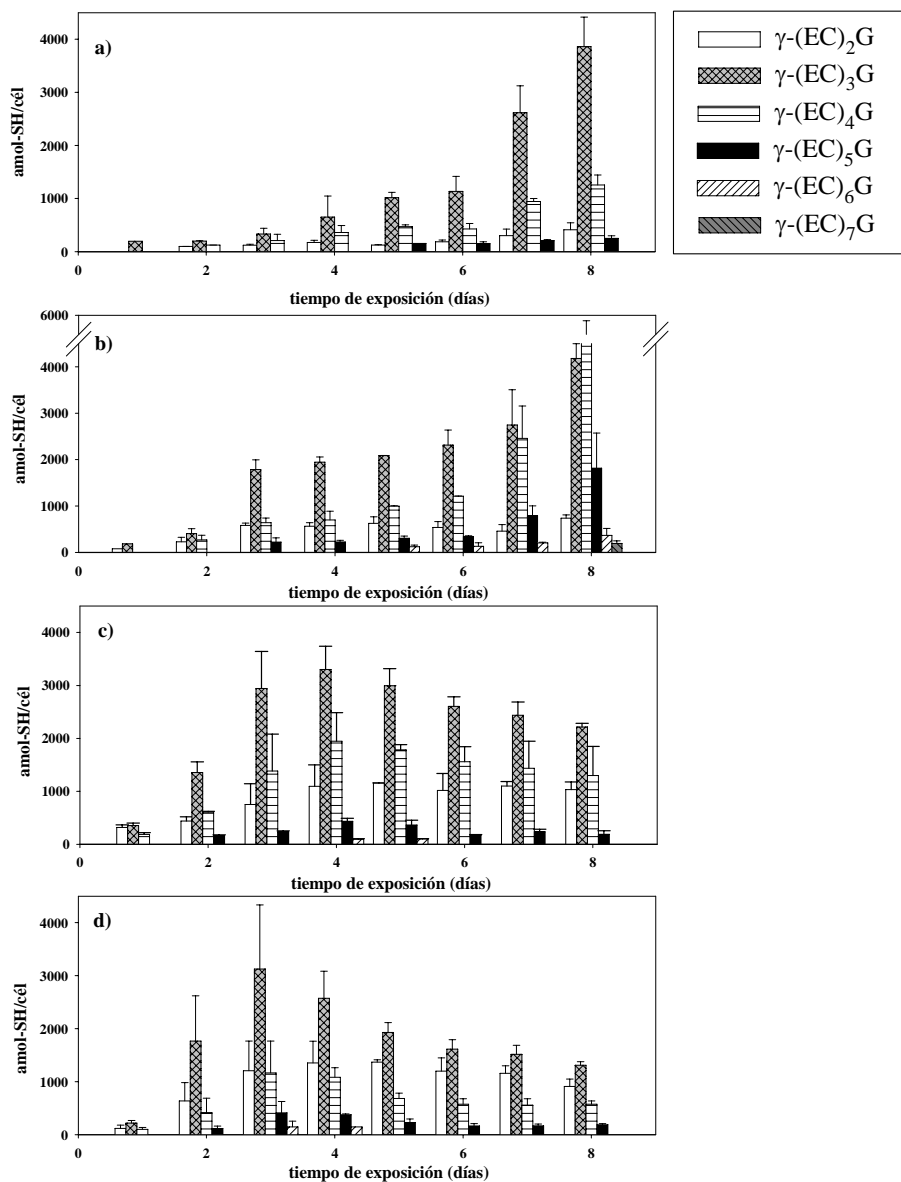 a)
amol-SH/cél
4000
3000
2000
1000
0
0 2 4 6 8
tiempo de exposición (días)
γ-(EC)₂G
γ-(EC)₃G
γ-(EC)₄G
γ-(EC)₅G
γ-(EC)₆G
γ-(EC)₇G
b)
amol-SH/cél
6000
4000
3000
2000
1000
0
0 2 4 6 8
tiempo de exposición (días)
c)
amol-SH/cél
4000
3000
2000
1000
0
0 2 4 6 8
tiempo de exposición (días)
d)
amol-SH/cél
4000
3000
2000
1000
0
0 2 4 6 8
tiempo de exposición (días)